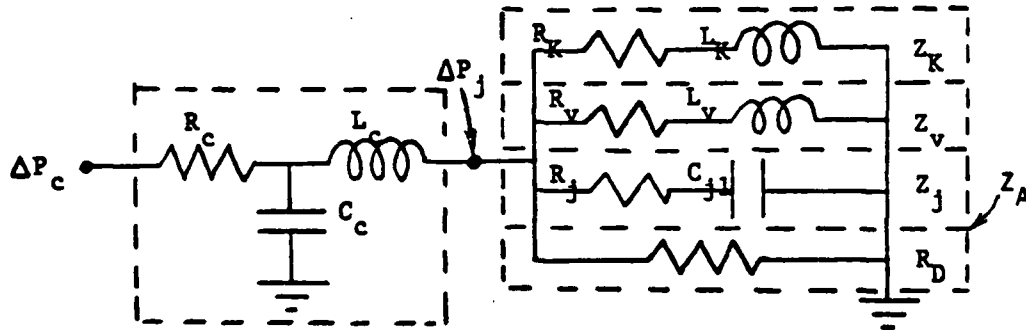 R_K L_K Z_K
ΔP_j
R_v L_v Z_v
R_c L_c
ΔP_c
R_j C_j1 Z_j
Z_A
C_c
R_D